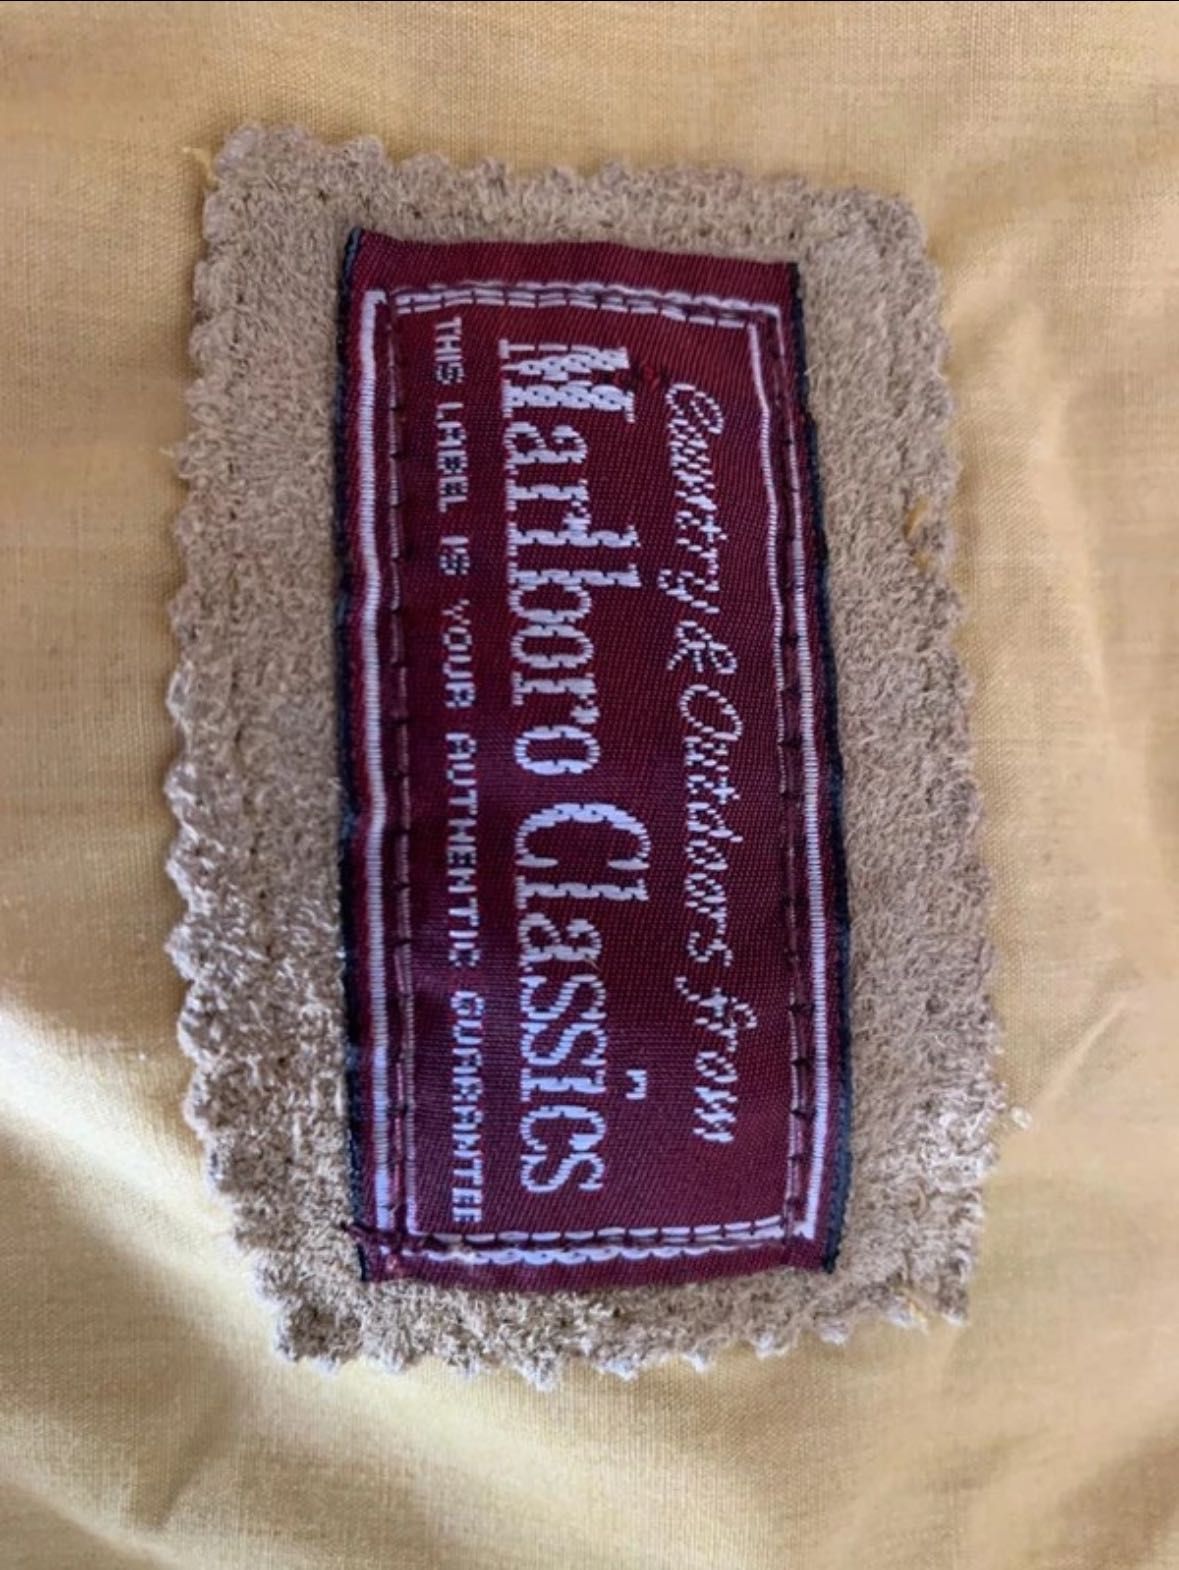 Country & Outdoors from
Marlboro Classics
THIS LABEL IS YOUR AUTHENTIC GUARANTEE